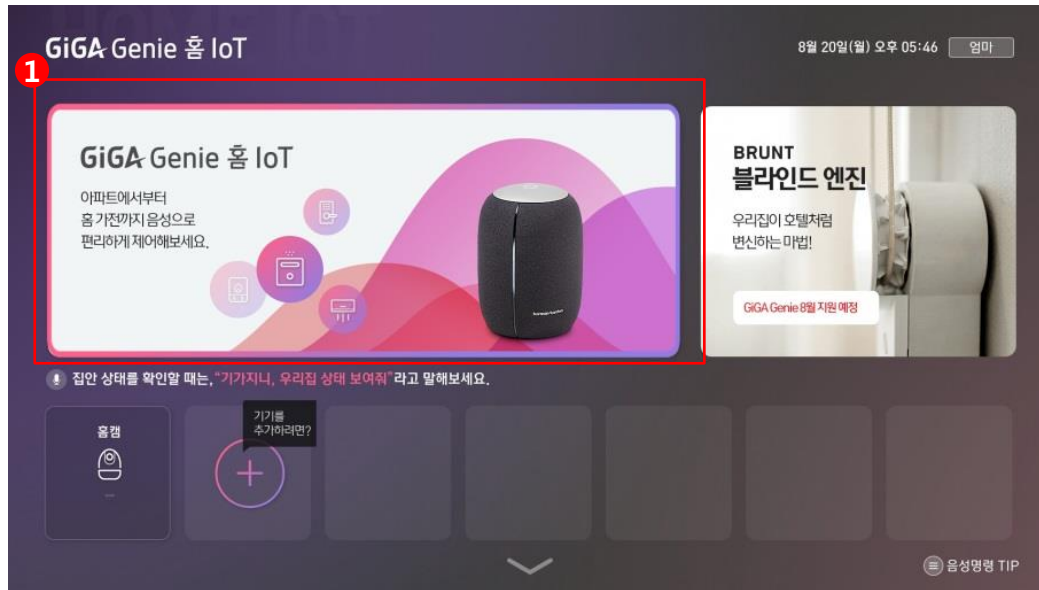 GiGA Genie 홈 IoT
8월 20일(월) 오후 05:46 엄마
1
GiGA Genie 홈 IoT
아파트에서부터
홈 가전까지 음성으로
편리하게 제어해보세요.
BRUNT
블라인드 엔진
우리집이 호텔처럼
변신하는 마법!
GiGA Genie 8월 지원 예정
집안 상태를 확인할 때는, “기가지니, 우리집 상태 보여줘” 라고 말해보세요.
홈캠
기기를
추가하려면?
음성명령 TIP